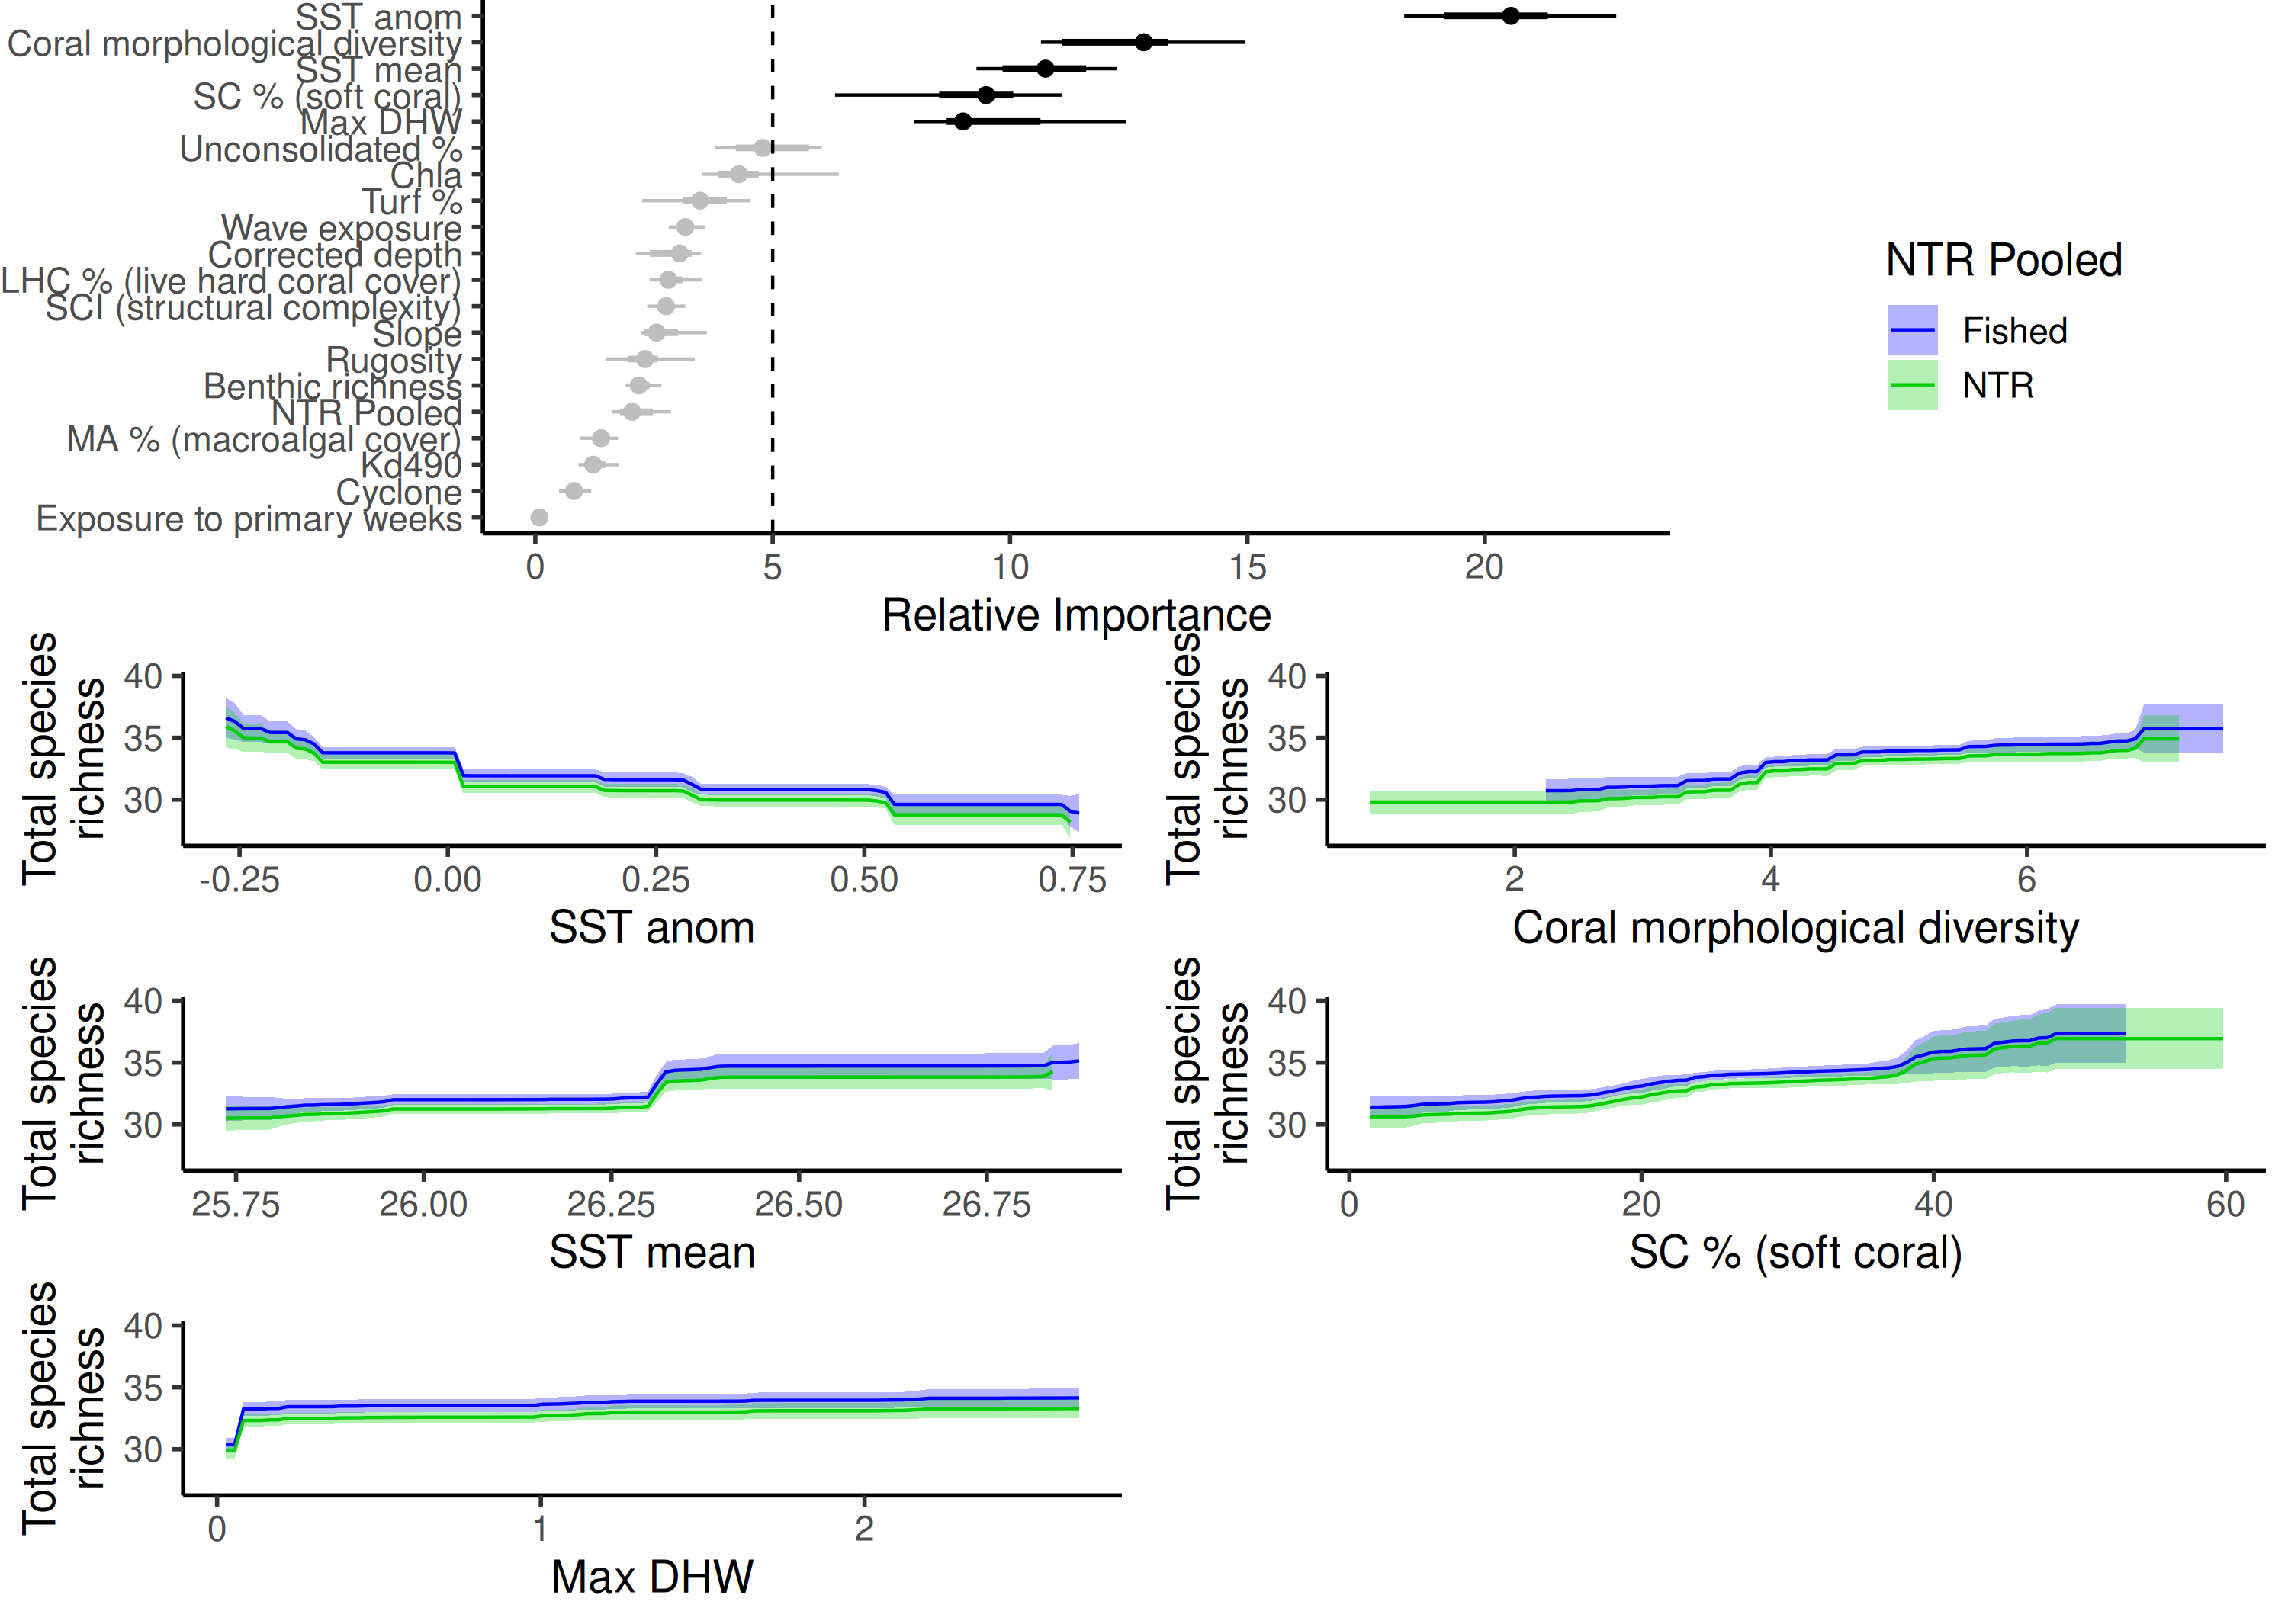 SST anom
Coral morphological diversity
SST mean
SC % (soft coral)
Max DHW
Unconsolidated %
Chla
Turf %
Wave exposure
Corrected depth
LHC % (live hard coral cover)
SCI (structural complexity)
Slope
Rugosity
Benthic richness
NTR Pooled
MA % (macroalgal cover)
Kd490
Cyclone
Exposure to primary weeks
0 5 10 15 20
Relative Importance
NTR Pooled
Fished
NTR
Total species
richness
40
35
30
-0.25 0.00 0.25 0.50 0.75
SST anom
Total species
richness
40
35
30
2 4 6
Coral morphological diversity
Total species
richness
40
35
30
25.75 26.00 26.25 26.50 26.75
SST mean
Total species
richness
40
35
30
0 20 40 60
SC % (soft coral)
Total species
richness
40
35
30
0 1 2
Max DHW